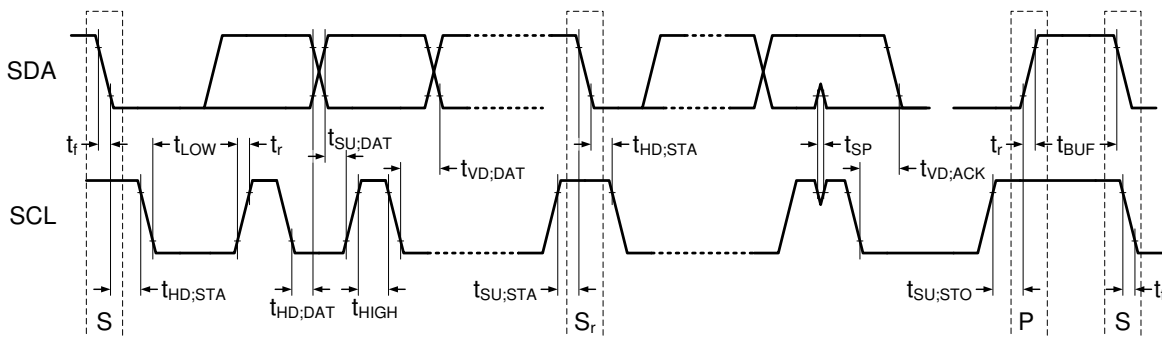 SDA
t_f t_LOW t_r t_SU;DAT t_VD;DAT t_HD;STA t_SP t_VD;ACK t_r t_BUF
SCL
t_HD;STA t_HD;DAT t_HIGH t_SU;STA t_SU;STO
S S_r P S